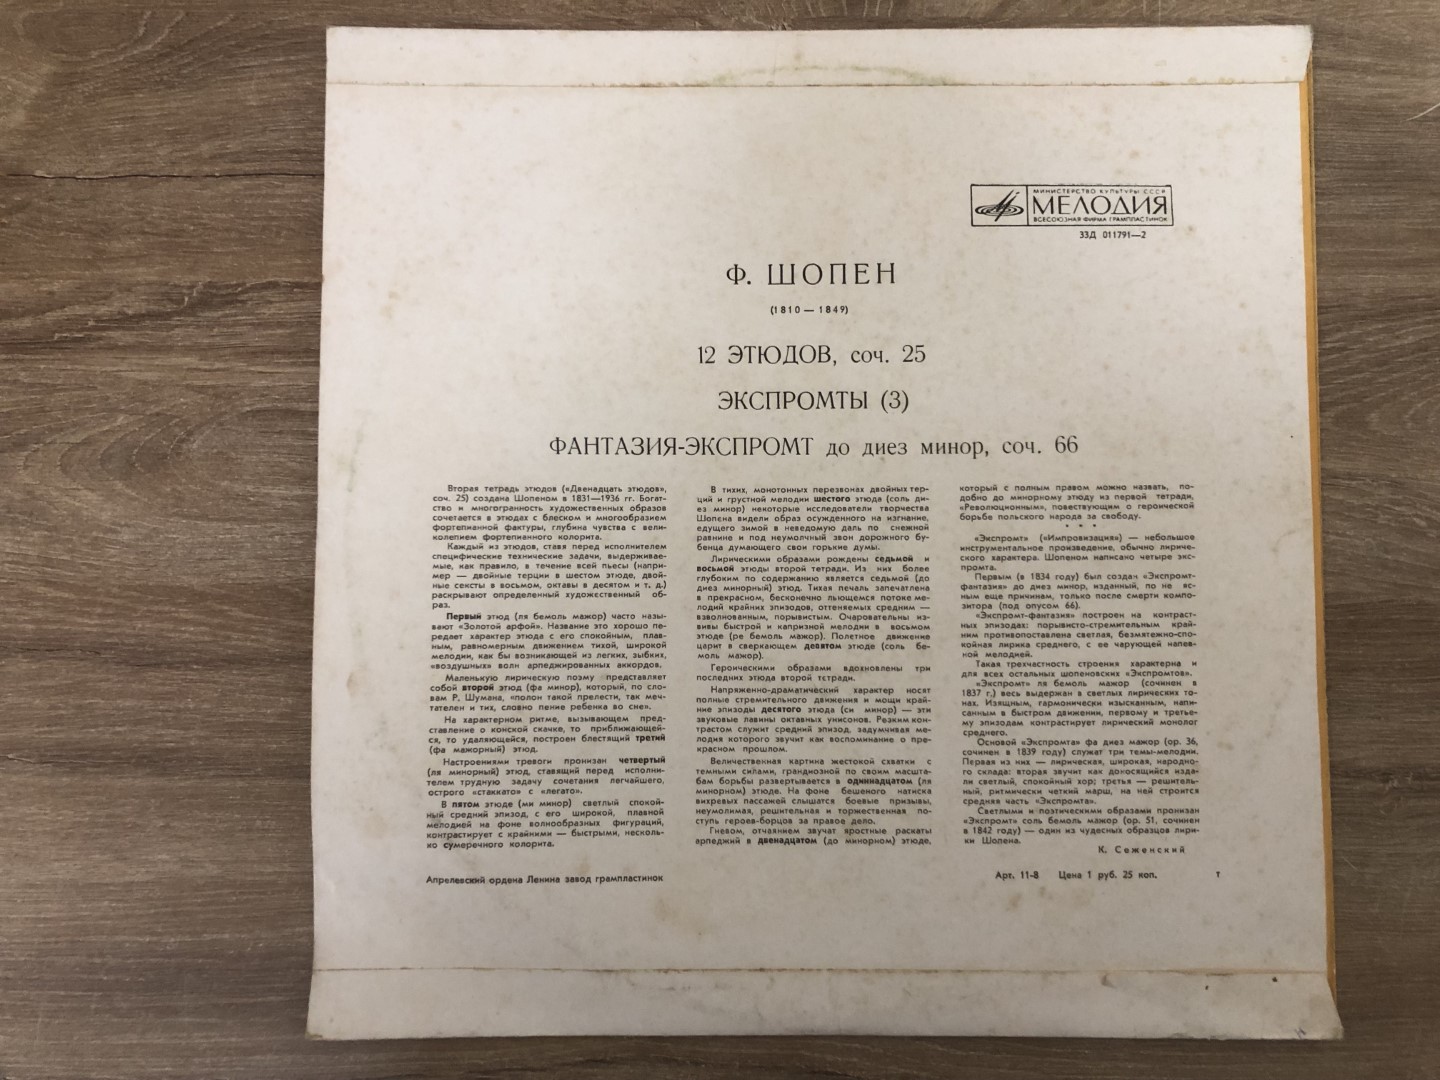 МИНИСТЕРСТВО КУЛЬТУРЫ СССР
МЕЛОДИЯ
ВСЕСОЮЗНАЯ ФИРМА ГРАМПЛАСТИНОК
33Д 011791—2
Ф. ШОПЕН
(1810 — 1849)
12 ЭТЮДОВ, соч. 25
ЭКСПРОМТЫ (3)
ФАНТАЗИЯ-ЭКСПРОМТ до диез минор, соч. 66
Вторая тетрадь этюдов («Двенадцать этюдов»,
соч. 25) создана Шопеном в 1831—1936 гг. Богат-
ство и многогранность художественных образов
сочетается в этюдах с блеском и многообразием
фортепианной фактуры, глубина чувства с вели-
колепием фортепианного колорита.
Каждый из этюдов, ставя перед исполнителем
специфические технические задачи, выдерживае-
мые, как правило, в течение всей пьесы (напри-
мер — двойные терции в шестом этюде, двой-
ные сексты в восьмом, октавы в десятом и т. д.)
раскрывают определенный художественный об-
раз.
Первый этюд (ля бемоль мажор) часто назы-
вают «Золотой арфой». Название это хорошо пе-
редает характер этюда с его спокойным, плав-
ным, равномерным движением тихой, широкой
мелодии, как бы возникающей из легких, зыбких,
«воздушных» волн арпеджированных аккордов.
Маленькую лирическую поэму представляет
собой второй этюд (фа минор), который, по сло-
вам Р. Шумана, «полон такой прелести, так меч-
тателен и тих, словно пение ребенка во сне».
На характерном ритме, вызывающем пред-
ставление о конской скачке, то приближающей-
ся, то удаляющейся, построен блестящий третий
(фа мажорный) этюд.
Настроениями тревоги пронизан четвертый
(ля минорный) этюд, ставящий перед исполни-
телем трудную задачу сочетания легчайшего,
острого «стаккато» с «легато».
В пятом этюде (ми минор) светлый спокой-
ный средний эпизод, с его широкой, плавной
мелодией на фоне волнообразных фигураций,
контрастирует с крайними — быстрыми, несколь-
ко сумеречного колорита.
В тихих, монотонных перезвонах двойных тер-
ций и грустной мелодии шестого этюда (соль ди-
ез минор) некоторые исследователи творчества
Шопена видели образ осужденного на изгнание,
едущего зимой в неведомую даль по снежной
равнине и под неумолчный звон дорожного бу-
бенца думающего свои горькие думы.
Лирическими образами рождены седьмой и
восьмой этюды второй тетради. Из них более
глубоким по содержанию является седьмой (до
диез минорный) этюд. Тихая печаль запечатлена
в прекрасном, бесконечно льющемся потоке ме-
лодий крайних эпизодов, оттеняемых средним —
взволнованным, порывистым. Очаровательны из-
вивы быстрой и капризной мелодии в восьмом
этюде (ре бемоль мажор). Полетное движение
царит в сверкающем девятом этюде (соль бе-
моль мажор).
Героическими образами вдохновлены три
последних этюда второй тетради.
Напряженно-драматический характер носят
полные стремительного движения и мощи край-
ние эпизоды десятого этюда (си минор) — эти
звуковые лавины октавных унисонов. Резким кон-
трастом служит средний эпизод, задумчивая ме-
лодия которого звучит как воспоминание о пре-
красном прошлом.
Величественная картина жестокой схватки с
темными силами, грандиозной по своим масшта-
бам борьбы развертывается в одиннадцатом (ля
минорном) этюде. На фоне бешеного натиска
вихревых пассажей слышатся боевые призывы,
неумолимая, решительная и торжественная по-
ступь героев-борцов за правое дело.
Гневом, отчаянием звучат яростные раскаты
арпеджий в двенадцатом (до минорном) этюде,
который с полным правом можно назвать, по-
добно до минорному этюду из первой тетради,
«Революционным», повествующим о героической
борьбе польского народа за свободу.
* * *
«Экспромт» («Импровизация») — небольшое
инструментальное произведение, обычно лириче-
ского характера. Шопеном написано четыре экс-
промта.
Первым (в 1834 году) был создан «Экспромт-
фантазия» до диез минор, изданный, по не яс-
ным еще причинам, только после смерти компо-
зитора (под опусом 66).
«Экспромт-фантазия» построен на контраст-
ных эпизодах: порывисто-стремительным край-
ним противопоставлена светлая, безмятежно-спо-
койная лирика среднего, с ее чарующей напев-
ной мелодией.
Такая трехчастность строения характерна и
для всех остальных шопеновских «Экспромтов».
«Экспромт» ля бемоль мажор (сочинен в
1837 г.) весь выдержан в светлых лирических то-
нах. Изящным, гармонически изысканным, напи-
санным в быстром движении, первому и третье-
му эпизодам контрастирует лирический монолог
среднего.
Основой «Экспромта» фа диез мажор (ор. 36,
сочинен в 1839 году) служат три темы-мелодии.
Первая из них — лирическая, широкая, народно-
го склада: вторая звучит как доносящийся изда-
ли светлый, спокойный хор; третья — решитель-
ный, ритмически четкий марш, на ней строится
средняя часть «Экспромта».
Светлыми и поэтическими образами пронизан
«Экспромт» соль бемоль мажор (ор. 51, сочинен
в 1842 году) — один из чудесных образцов лири-
ки Шопена.
К. Сеженский
Апрелевский ордена Ленина завод грампластинок
Арт. 11-8 Цена 1 руб. 25 коп. т